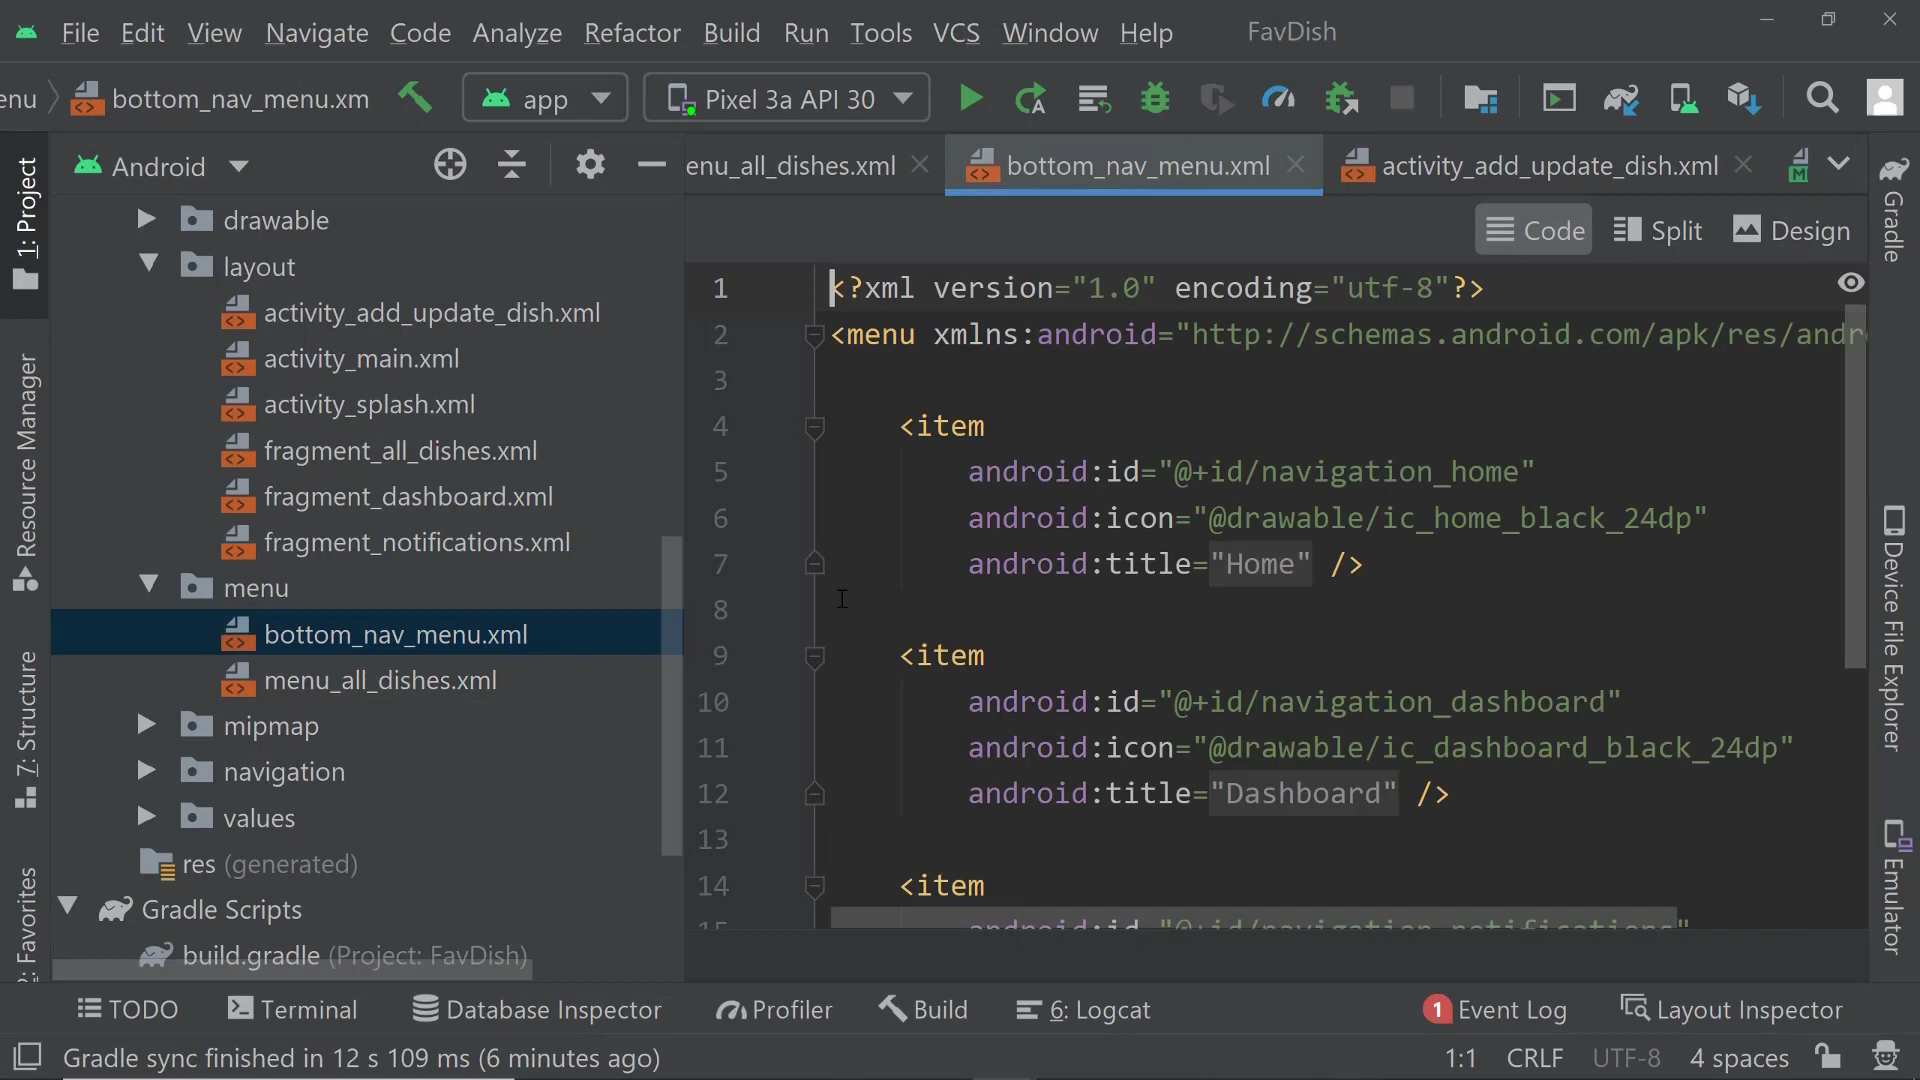 File Edit View Navigate Code Analyze Refactor Build Run Tools VCS Window Help FavDish
enu bottom_nav_menu.xm app Pixel 3a API 30
Android
enu_all_dishes.xml bottom_nav_menu.xml activity_add_update_dish.xml
Code Split Design
1: Project
Resource Manager
7: Structure
2: Favorites
drawable
layout
activity_add_update_dish.xml
activity_main.xml
activity_splash.xml
fragment_all_dishes.xml
fragment_dashboard.xml
fragment_notifications.xml
menu
bottom_nav_menu.xml
menu_all_dishes.xml
mipmap
navigation
values
res (generated)
Gradle Scripts
build.gradle (Project: FavDish)
1 <?xml version="1.0" encoding="utf-8"?>
2 <menu xmlns:android="http://schemas.android.com/apk/res/andr
3
4 <item
5 android:id="@+id/navigation_home"
6 android:icon="@drawable/ic_home_black_24dp"
7 android:title="Home" />
8
9 <item
10 android:id="@+id/navigation_dashboard"
11 android:icon="@drawable/ic_dashboard_black_24dp"
12 android:title="Dashboard" />
13
14 <item
15 android:id="@+id/navigation_notifications"
Gradle
Device File Explorer
Emulator
TODO Terminal Database Inspector Profiler Build 6: Logcat 1 Event Log Layout Inspector
Gradle sync finished in 12 s 109 ms (6 minutes ago) 1:1 CRLF UTF-8 4 spaces